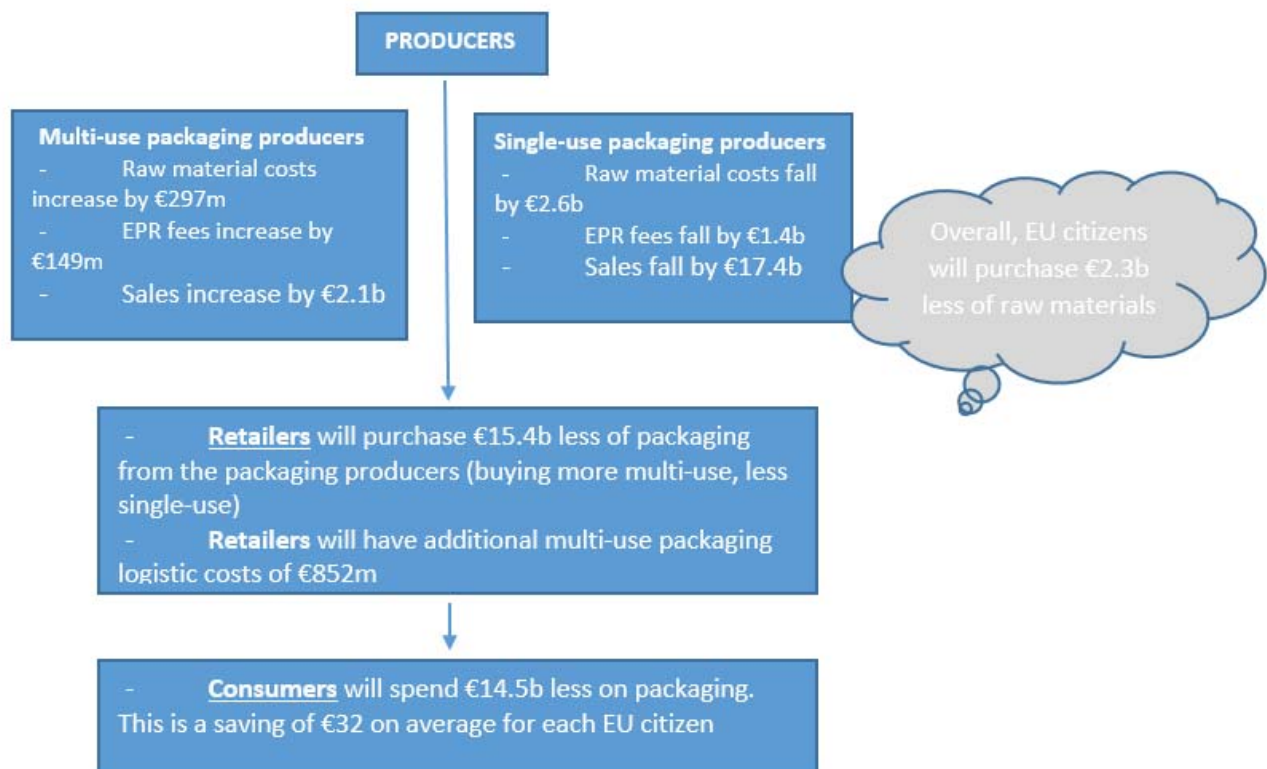 PRODUCERS
Multi-use packaging producers
- Raw material costs
increase by €297m
- EPR fees increase by
€149m
- Sales increase by €2.1b
Single-use packaging producers
- Raw material costs fall
by €2.6b
- EPR fees fall by €1.4b
- Sales fall by €17.4b
Overall, EU citizens
will purchase €2.3b
less of raw materials
- Retailers will purchase €15.4b less of packaging
from the packaging producers (buying more multi-use, less
single-use)
- Retailers will have additional multi-use packaging
logistic costs of €852m
- Consumers will spend €14.5b less on packaging.
This is a saving of €32 on average for each EU citizen